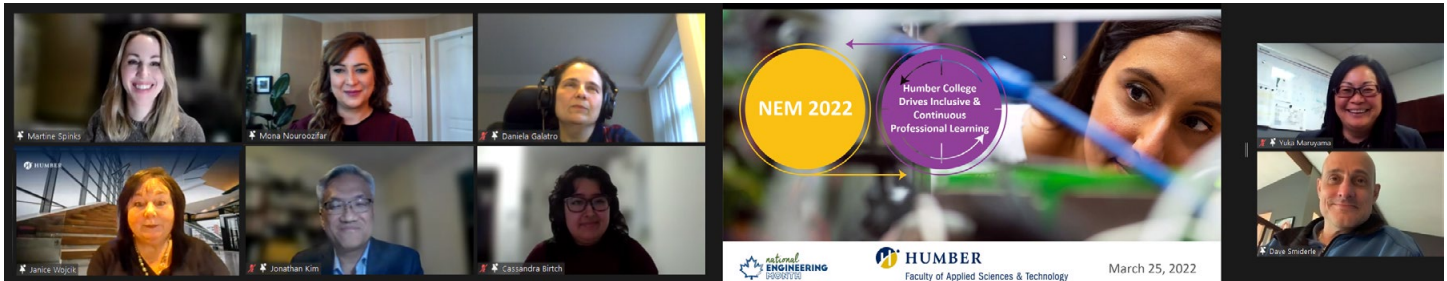 Martine Spinks
Mona Nouroozifar
Daniela Galatro
HUMBER
Janice Wojcik
Jonathan Kim
Cassandra Birtch
NEM 2022
Humber College
Drives Inclusive &
Continuous
Professional Learning
national
ENGINEERING
MONTH
HUMBER
Faculty of Applied Sciences & Technology
March 25, 2022
Yuko Maruyama
Dave Smiderle